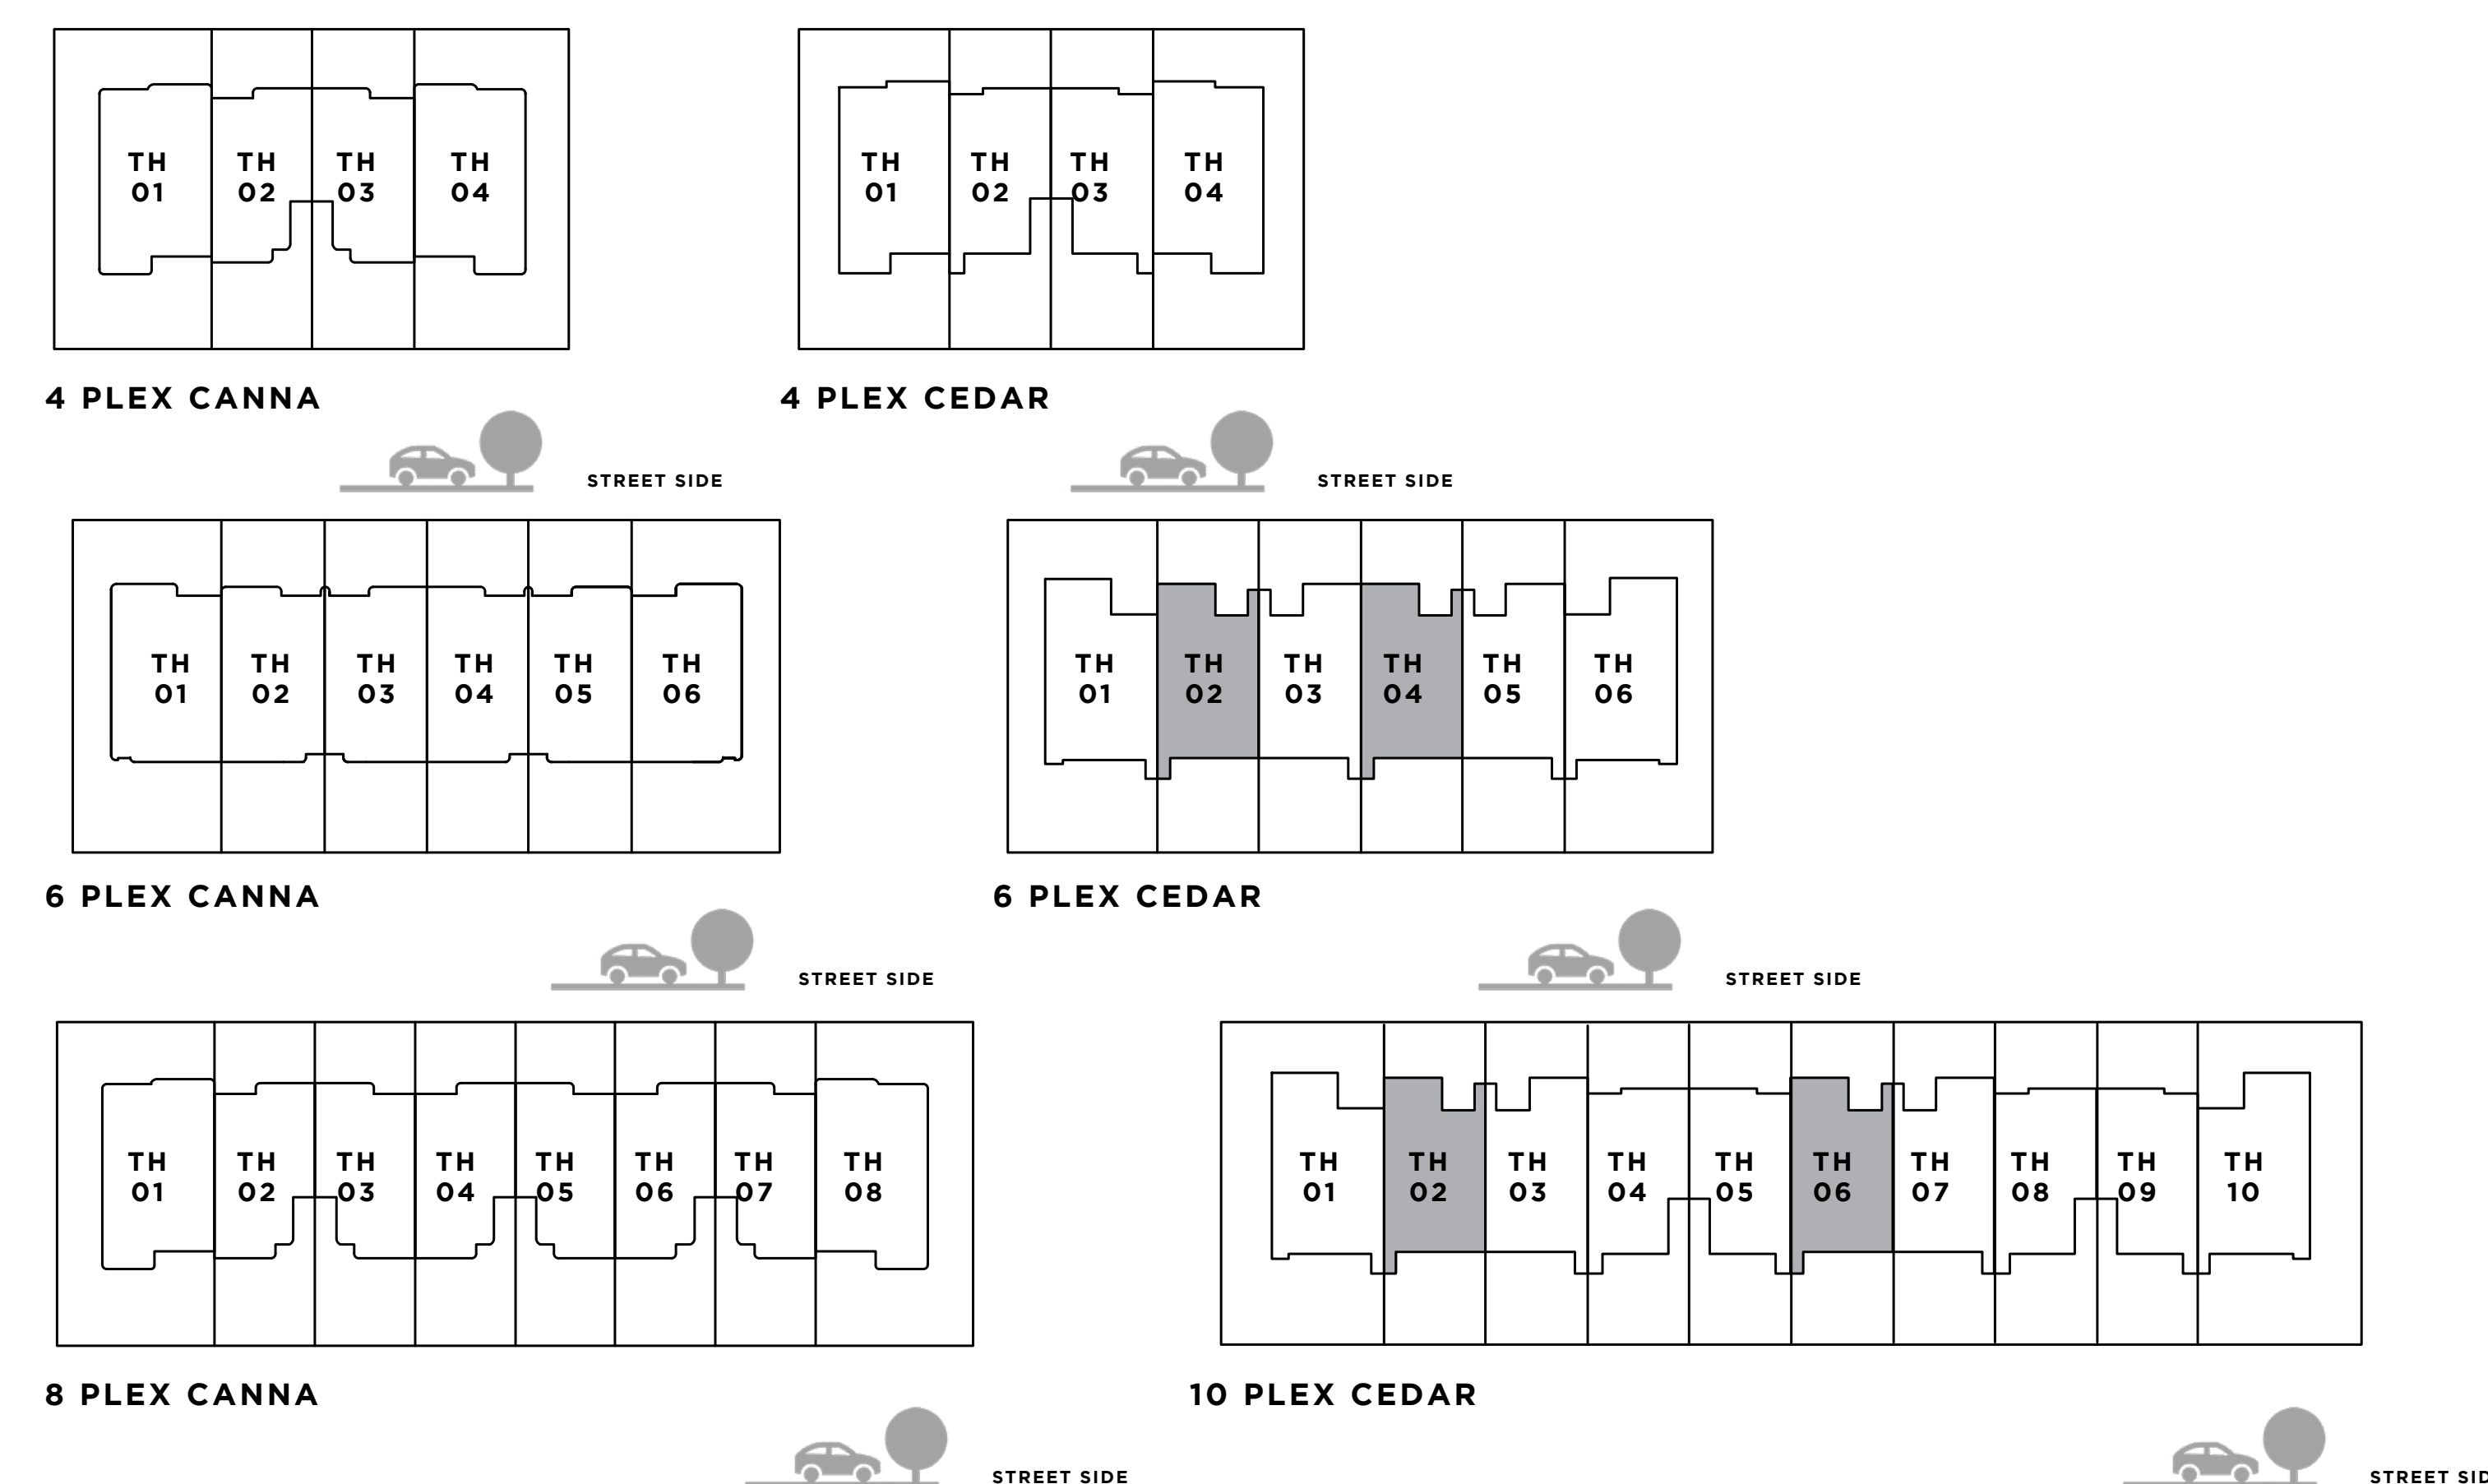 TH TH TH TH
01 02 03 04
TH TH TH TH
01 02 03 04
4 PLEX CANNA
4 PLEX CEDAR
STREET SIDE
STREET SIDE
TH TH TH TH TH TH
01 02 03 04 05 06
TH TH TH TH TH TH
01 02 03 04 05 06
6 PLEX CANNA
6 PLEX CEDAR
STREET SIDE
STREET SIDE
TH TH TH TH TH TH TH TH
01 02 03 04 05 06 07 08
TH TH TH TH TH TH TH TH TH TH
01 02 03 04 05 06 07 08 09 10
8 PLEX CANNA
10 PLEX CEDAR
STREET SIDE
STREET